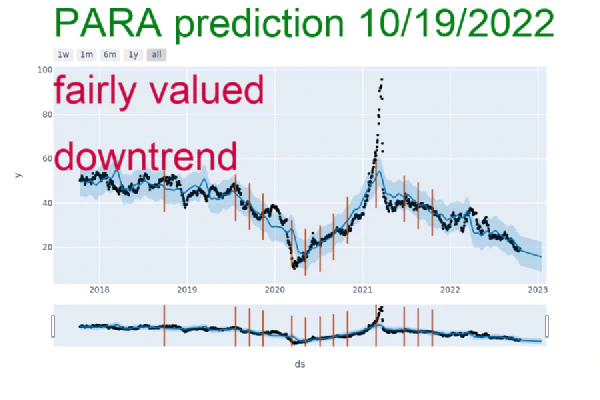 PARA prediction 10/19/2022
1w 1m 6m 1y all
100
fairly valued
80
downtrend
60
y
40
20
2018 2019 2020 2021 2022 2023
ds